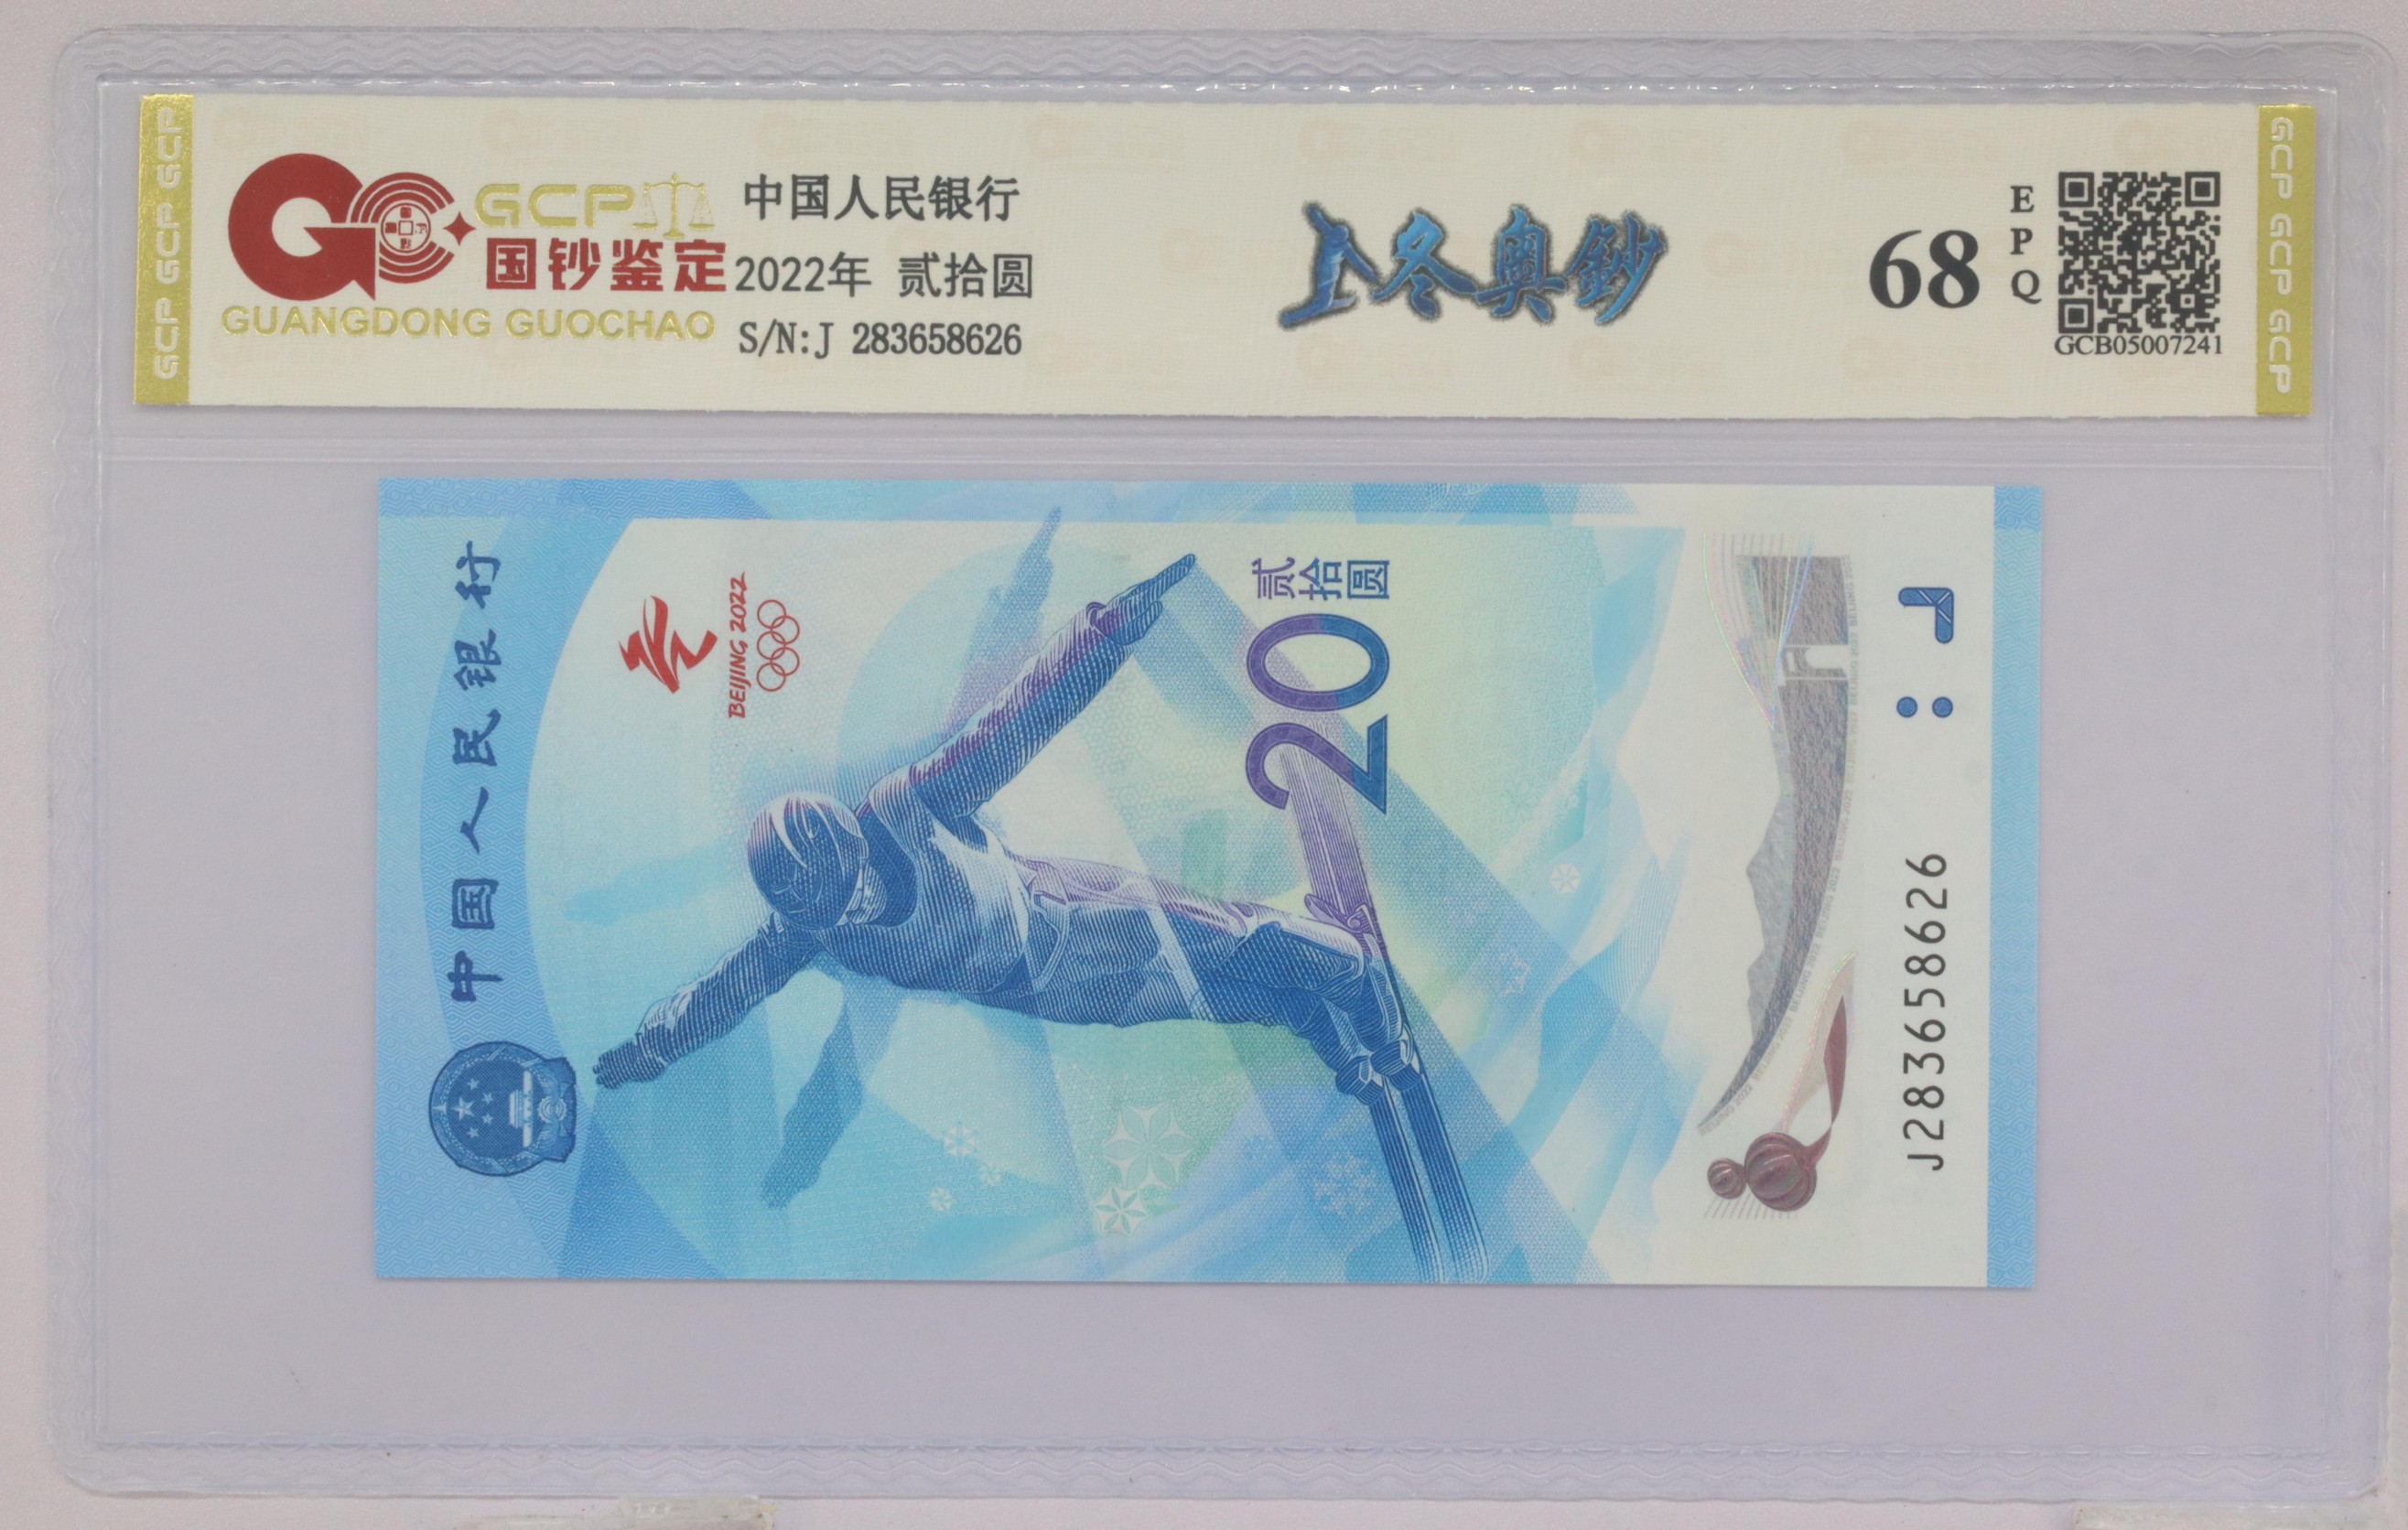 GCP GCP GCP
GCP
国钞鉴定
GUANGDONG GUOCHAO
中国人民银行
2022年 贰拾圆
S/N:J 283658626
冬奥鈔
68
EPQ
GCB05007241
GCP GCP GCP
中国人民银行
BEIJING 2022
贰拾圆
20
J283658626